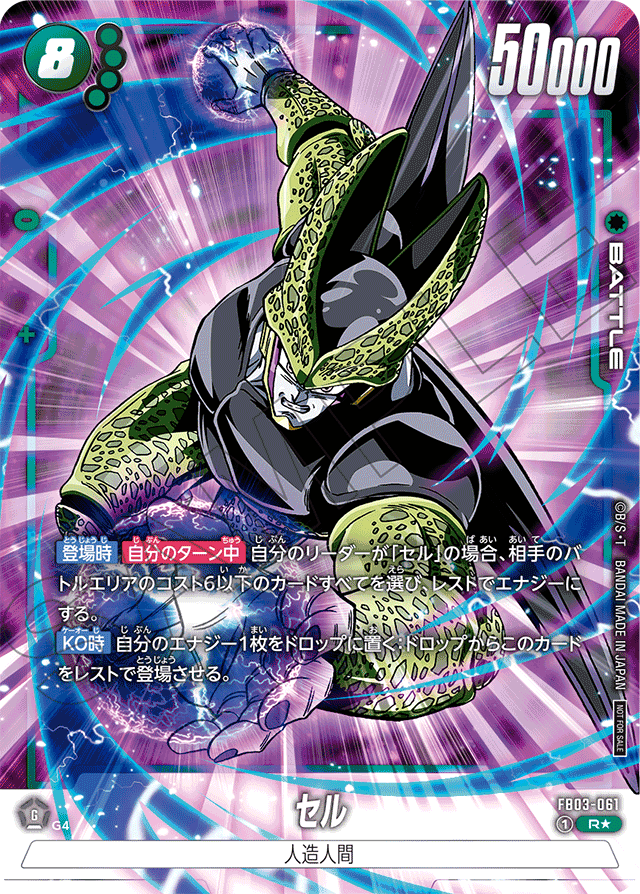 8
50000
0
+
BATTLE
登場時 自分のターン中 自分のリーダーが「セル」の場合、相手のバ
トルエリアのコスト6以下のカードすべてを選び、レストでエナジーに
する。
KO時 自分のエナジー1枚をドロップに置く:ドロップからこのカード
をレストで登場させる。
©B/S・T BANDAI MADE IN JAPAN
NOT FOR SALE
セル
FB03-061
G
G4
1 R★
人造人間
SAMPLE